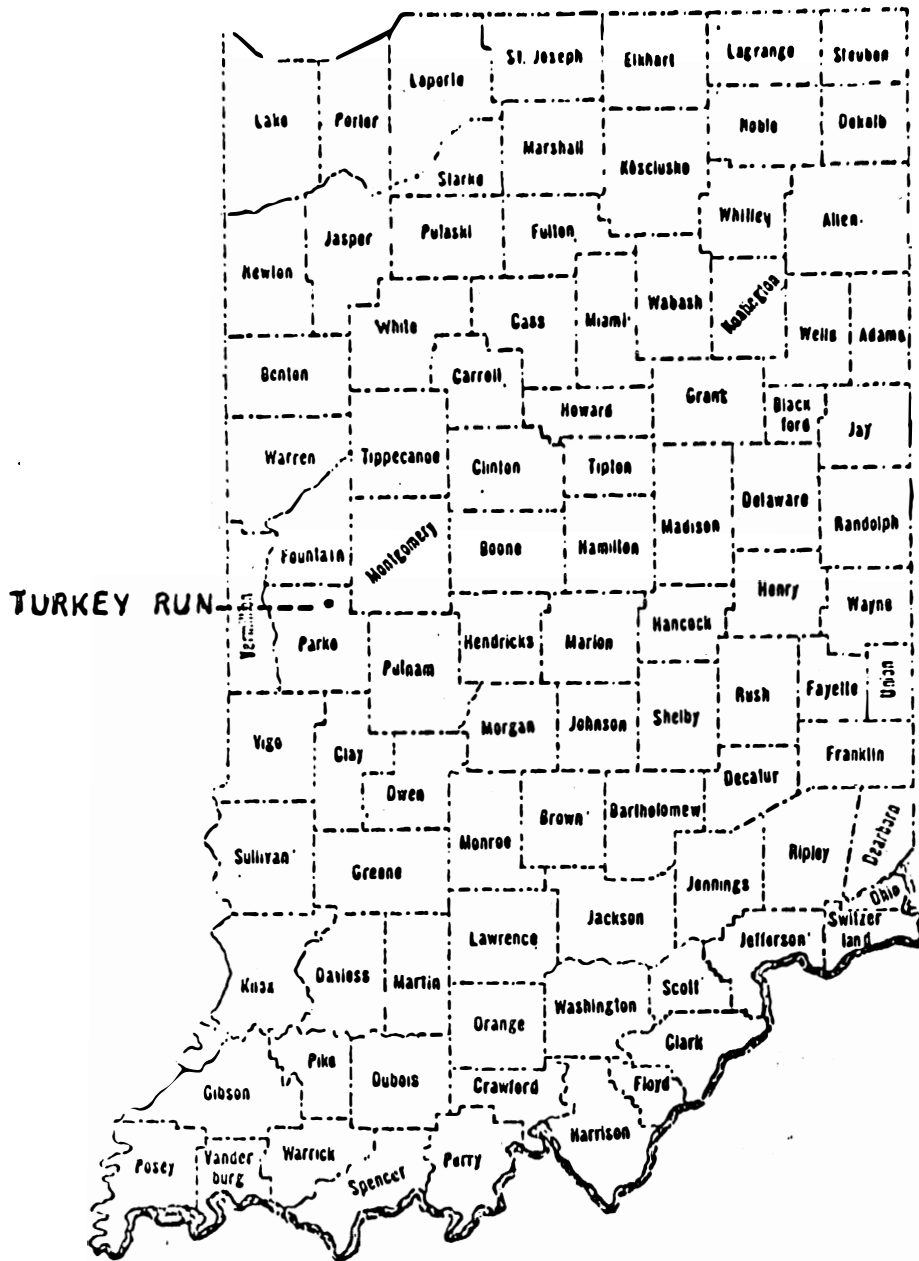 St. Joseph
Elkhart
Lagrange
Steuben
Laporte
Lake
Porter
Noble
Dekalb
Marshall
Kosciusko
Starke
Whitley
Allen
Jasper
Pulaski
Fulton
Newton
White
Cass
Miami
Wabash
Huntington
Wells
Adams
Benton
Carroll
Grant
Howard
Black
ford
Jay
Warren
Tippecanoe
Clinton
Tipton
Delaware
Madison
Randolph
Fountain
Montgomery
Boone
Hamilton
Henry
TURKEY RUN
Wayne
Vermillion
Parke
Hendricks
Marion
Hancock
Putnam
Rush
Fayette
Union
Vigo
Clay
Morgan
Johnson
Shelby
Franklin
Owen
Decatur
Brown
Bartholomew
Monroe
Dearborn
Sullivan
Greene
Ripley
Jennings
Ohio
Jackson
Switzer
land
Lawrence
Jefferson
Knox
Daviess
Martin
Washington
Scott
Orange
Clark
Pike
Dubois
Crawford
Floyd
Gibson
Harrison
Posey
Vander
burg
Warrick
Spencer
Perry